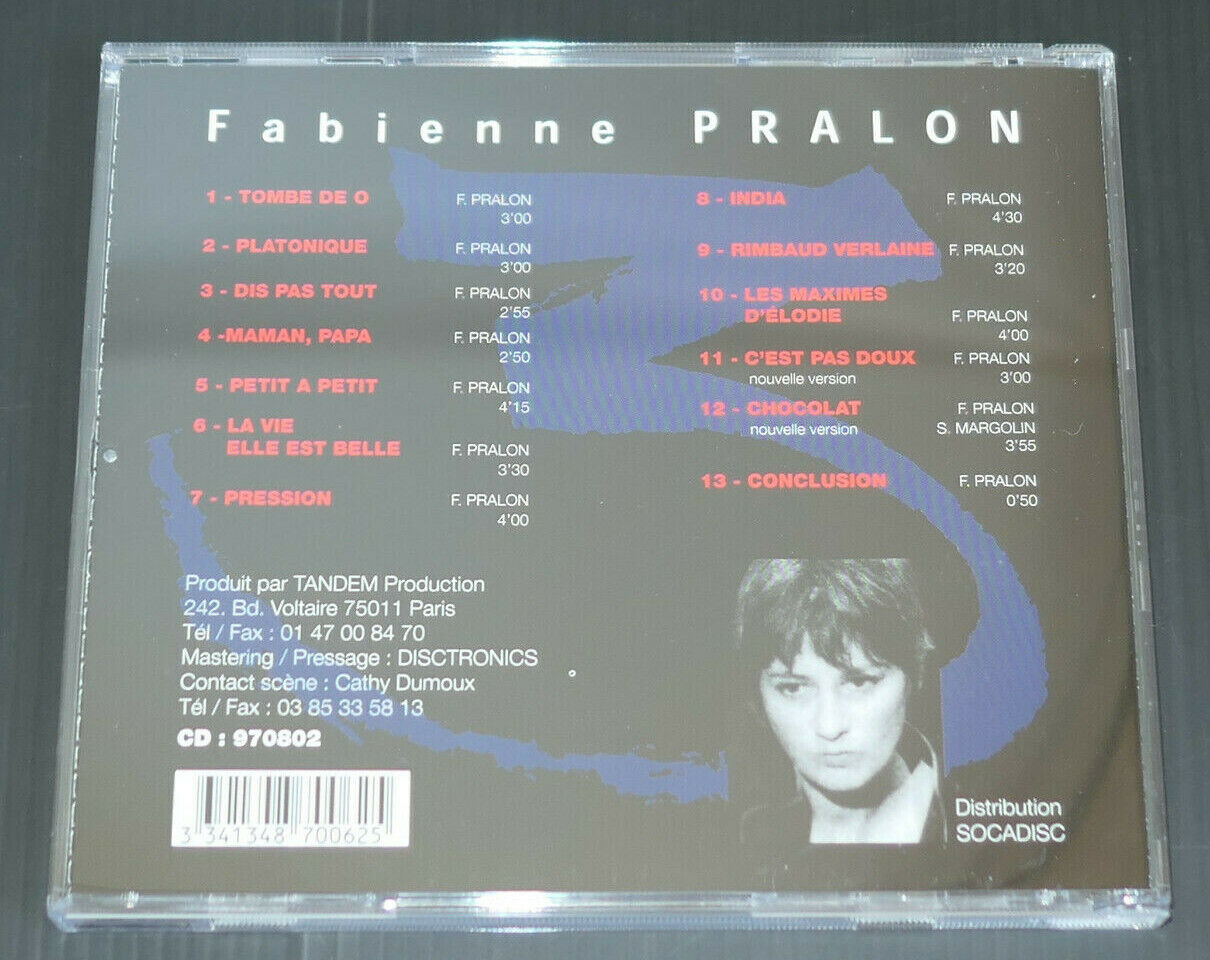 Fabienne PRALON
1 - TOMBE DE O F. PRALON
3'00
2 - PLATONIQUE F. PRALON
3'00
3 - DIS PAS TOUT F. PRALON
2'55
4 -MAMAN, PAPA F. PRALON
2'50
5 - PETIT A PETIT F. PRALON
4'15
6 - LA VIE
ELLE EST BELLE F. PRALON
3'30
7 - PRESSION F. PRALON
4'00
8 - INDIA F. PRALON
4'30
9 - RIMBAUD VERLAINE F. PRALON
3'20
10 - LES MAXIMES
D'ÉLODIE F. PRALON
4'00
11 - C'EST PAS DOUX F. PRALON
nouvelle version 3'00
12 - CHOCOLAT F. PRALON
nouvelle version S. MARGOLIN
3'55
13 - CONCLUSION F. PRALON
0'50
Produit par TANDEM Production
242. Bd. Voltaire 75011 Paris
Tél / Fax : 01 47 00 84 70
Mastering / Pressage : DISCTRONICS
Contact scène : Cathy Dumoux
Tél / Fax : 03 85 33 58 13
CD : 970802
3 341348 700625
Distribution
SOCADISC